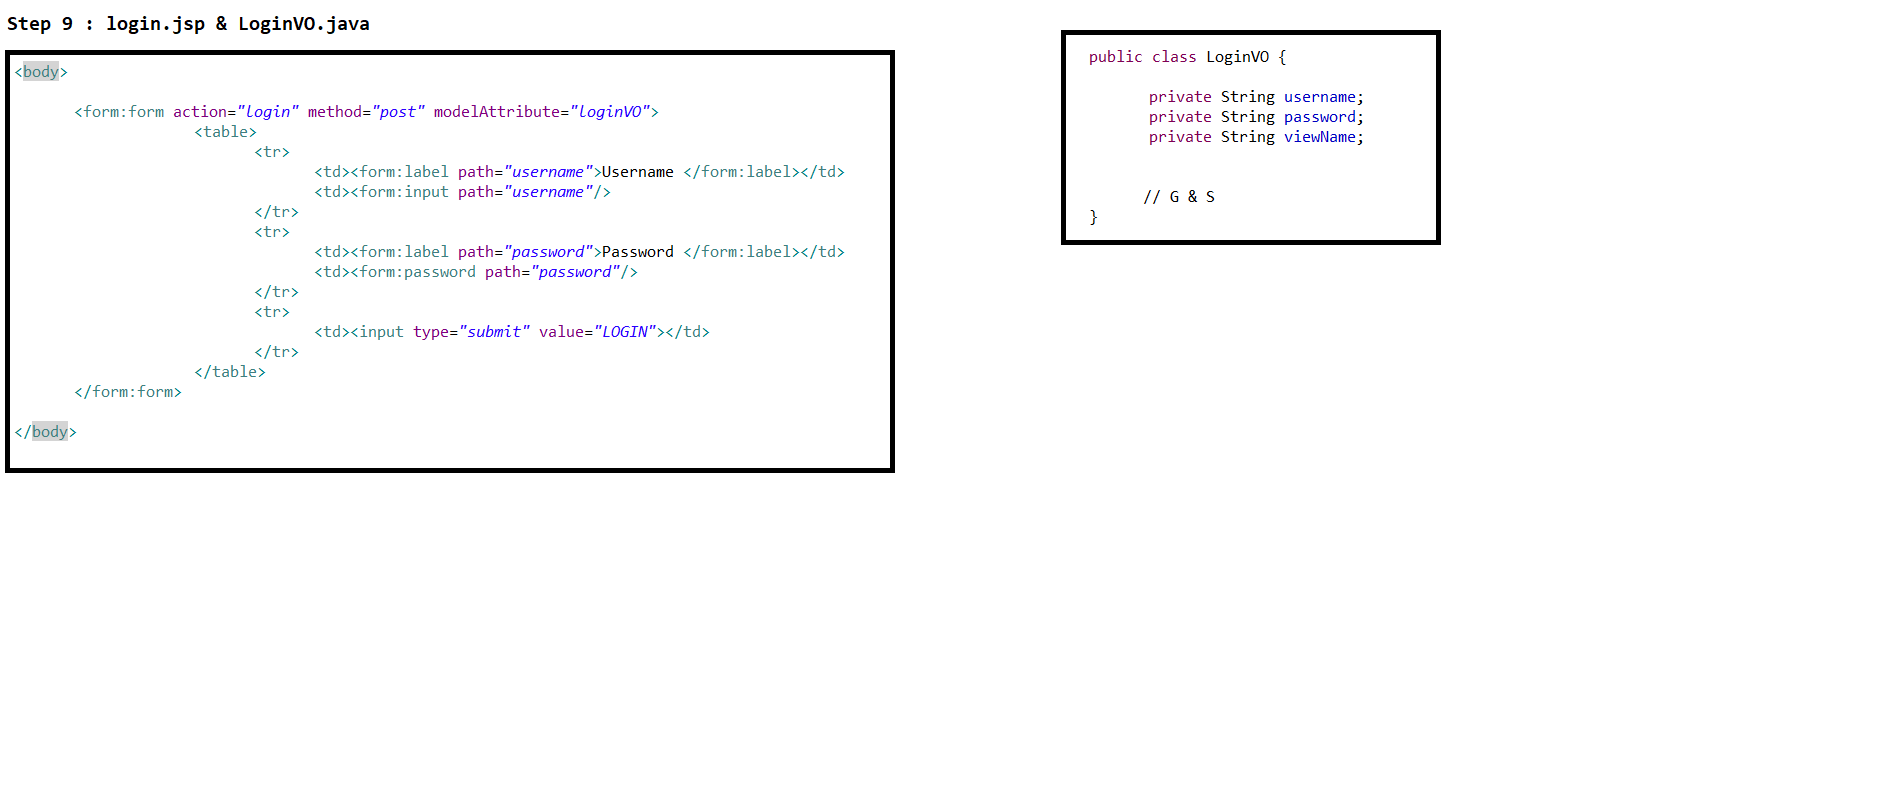 Step 9 : login.jsp & LoginVO.java
<body>
<form:form action="login" method="post" modelAttribute="loginVO">
<table>
<tr>
<td><form:label path="username">Username </form:label></td>
<td><form:input path="username"/>
</tr>
<tr>
<td><form:label path="password">Password </form:label></td>
<td><form:password path="password"/>
</tr>
<tr>
<td><input type="submit" value="LOGIN"></td>
</tr>
</table>
</form:form>
</body>
public class LoginVO {
private String username;
private String password;
private String viewName;
// G & S
}